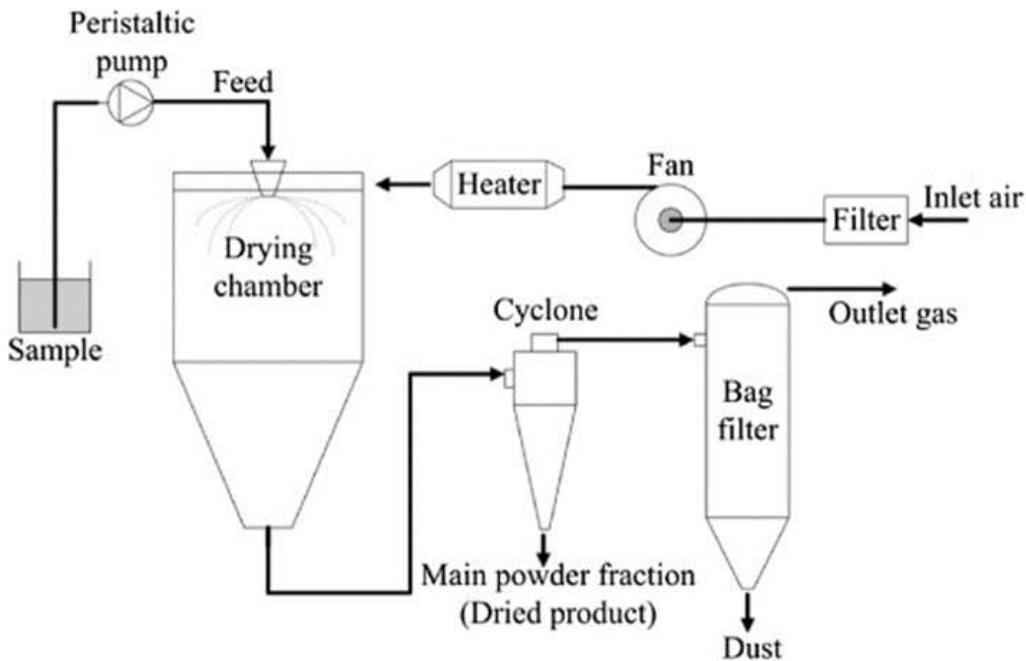 Peristaltic
pump
Feed
Sample
Drying
chamber
Heater
Fan
Filter
Inlet air
Cyclone
Outlet gas
Bag
filter
Main powder fraction
(Dried product)
Dust